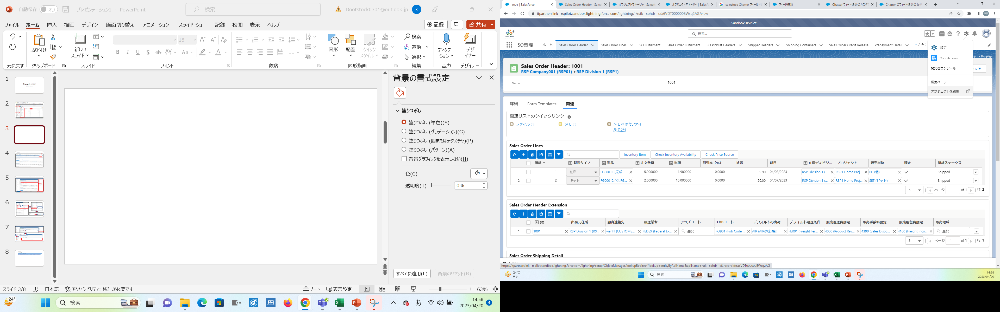 自動保存 オフ プレゼンテーション1 - PowerPoint 検索 Rootstock0301@outlook.jp R
ファイル ホーム 挿入 描画 デザイン 画面切り替え アニメーション スライド ショー 記録 校閲 表示 ヘルプ 記録 共有
貼り付け 新しい スライド 18 図形 配置 クイック スタイル 検索 置換 選択 ディクテーション デザイナー
元に戻す クリップボード スライド フォント 段落 図形描画 編集 音声 デザイナー
1
2
3
4
5
6
7
8
背景の書式設定
塗りつぶし
塗りつぶし (単色)(S)
塗りつぶし (グラデーション)(G)
塗りつぶし (図またはテクスチャ)(P)
塗りつぶし (パターン)(A)
背景グラフィックを表示しない(H)
色(C)
透明度(T) 0%
すべてに適用(L) 背景のリセット(B)
スライド 3/8 日本語 アクセシビリティ: 検討が必要です ノート 表示設定 63%
24° 検索 あ 14:58 2023/04/20 4
1001 | Salesforce Sales Order Header | Sales オブジェクトマネージャ | Salesf オブジェクトマネージャ | Salesf salesfoce Chatter フィールド フィード追跡 Chatter フィード追跡のカスタ Chatter のフィード追跡の有効
itpartnerslink--rspilot.sandbox.lightning.force.com/lightning/r/rstk__sohdr__c/a6VDT000000BWsq2AG/view
Sandbox: RSPilot
LIGHTNING 検索...
SO処理 ホーム Sales Order Header Sales Order Lines SO Fulfillment Sales Order Fulfillment SO Picklist Headers Shipper Headers Shipping Containers Sales Order Credit Release Prepayment Detail * さらに
設定
Your Account
開発者コンソール
編集ページ
オブジェクトを編集
elp for this page
ns
Sales Order Header: 1001
RSP Company001 (RSP01) >RSP Division 1 (RSP1)
Name 1001
詳細 Form Templates 関連
関連リストのクイックリンク
ファイル (0) メモ (0) メモ & 添付ファイル (10+)
Sales Order Lines
Inventory Item Check Inventory Availability Check Price Source
明細 ↑ 製品タイプ 製品 注文数量 単価 割引率 (%) 拡張 期日 在庫ディビジ... プロジェクト 販売単位 確定 明細ステータス
1 1 在庫 FG00011 (完成... 5.000000 1.980000 0.0000 9.90 04/08/2023 RSP Division 1 (... RSP1 Home Proj... PC (個) Shipped
2 2 キット FG00012 (Kit FG... 2.000000 10.000000 0.0000 20.00 04/07/2023 RSP Division 1 (... RSP1 Home Proj... SET (セット) Shipped
5 | ページ 1 of 1 | 行: 2
Sales Order Header Extension
SO 出荷元住所 顧客連絡先 輸送業者 ジョブコード FOBコード デフォルトの出荷... デフォルト運送条件 販売運送費勘定 販売手数料勘定 販売梱包費勘定 販売地域
1 1001 RSP Division 1 (RS... vienhl (CUSTOME... FEDEX (Federal Ex... 選択 FOB01 (Fob Code ... AIR (AIR(飛行機)) FER01 (Freight Ter... 4000 (Product Rev... 4390 (Sales Disco... 4100 (Freight Inco... 選択
5 | ページ 1 of 1 | 行: 1
Sales Order Shipping Detail
https://itpartnerslink--rspilot.sandbox.lightning.force.com/lightning/setup/ObjectManager/lookupRedirect?lookup=entityByApiName&apiName=rstk__sohdr__c&recordId=a6VDT000000BWsq2AG
24°C もや 検索 14:58 2023/04/20